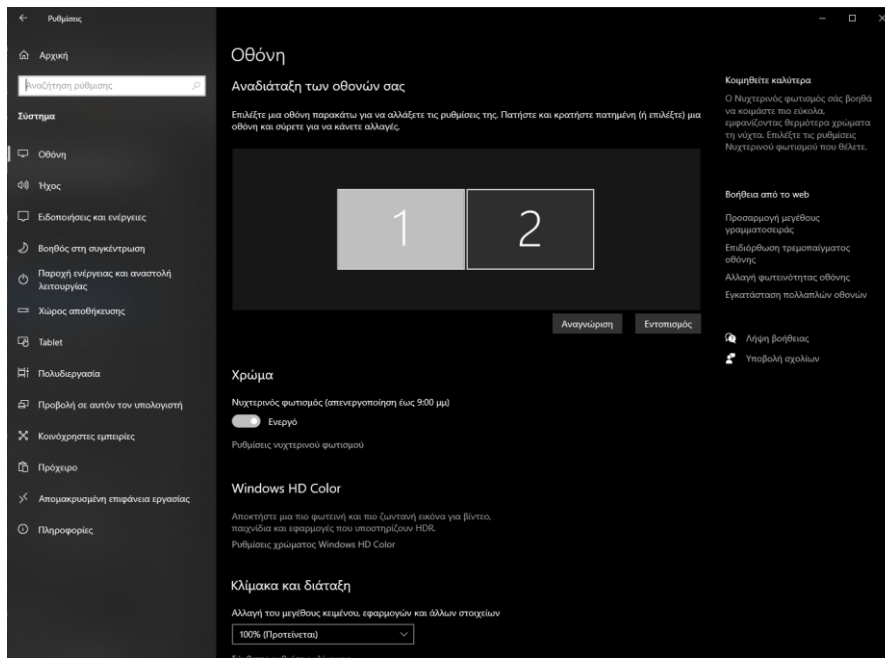 Ρυθμίσεις
Αρχική
Αναζήτηση ρύθμισης
Σύστημα
Οθόνη
Ήχος
Ειδοποιήσεις και ενέργειες
Βοηθός στη συγκέντρωση
Παροχή ενέργειας και αναστολή
λειτουργίας
Χώρος αποθήκευσης
Tablet
Πολυδιεργασία
Προβολή σε αυτόν τον υπολογιστή
Κοινόχρηστες εμπειρίες
Πρόχειρο
Απομακρυσμένη επιφάνεια εργασίας
Πληροφορίες
Οθόνη
Αναδιάταξη των οθονών σας
Επιλέξτε μια οθόνη παρακάτω για να αλλάξετε τις ρυθμίσεις της. Πατήστε και κρατήστε πατημένη (ή επιλέξτε) μια
οθόνη και σύρετε για να κάνετε αλλαγές.
1
2
Αναγνώριση
Εντοπισμός
Χρώμα
Νυχτερινός φωτισμός (απενεργοποίηση έως 9:00 μμ)
Ενεργό
Ρυθμίσεις νυχτερινού φωτισμού
Windows HD Color
Αποκτήστε μια πιο φωτεινή και πιο ζωντανή εικόνα για βίντεο,
παιχνίδια και εφαρμογές που υποστηρίζουν HDR.
Ρυθμίσεις χρώματος Windows HD Color
Κλίμακα και διάταξη
Αλλαγή του μεγέθους κειμένου, εφαρμογών και άλλων στοιχείων
100% (Προτείνεται)
Κοιμηθείτε καλύτερα
Ο Νυχτερινός φωτισμός σάς βοηθά
να κοιμάστε πιο εύκολα,
εμφανίζοντας θερμότερα χρώματα
τη νύχτα. Επιλέξτε τις ρυθμίσεις
Νυχτερινού φωτισμού που θέλετε.
Βοήθεια από το web
Προσαρμογή μεγέθους
γραμματοσειράς
Επιδιόρθωση τρεμοπαίγματος
οθόνης
Αλλαγή φωτεινότητας οθόνης
Εγκατάσταση πολλαπλών οθονών
Λήψη βοήθειας
Υποβολή σχολίων